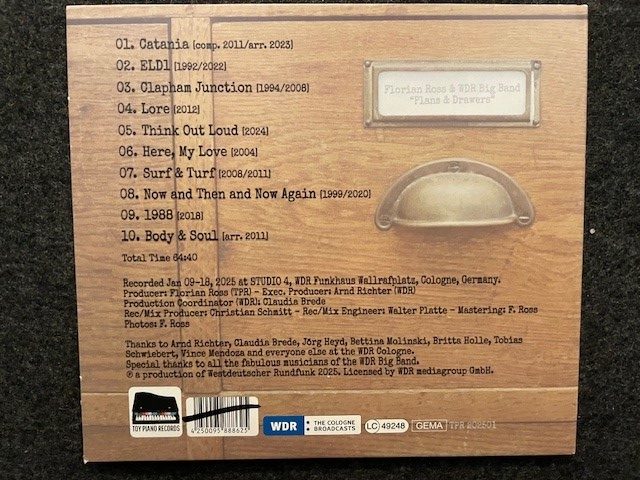 01. Catania [comp. 2011/arr. 2023]
02. ELD1 [1992/2022]
03. Clapham Junction [1994/2008]
04. Lore [2012]
05. Think Out Loud [2024]
06. Here, My Love [2004]
07. Surf & Turf [2008/2011]
08. Now and Then and Now Again [1999/2020]
09. 1988 [2018]
10. Body & Soul [arr. 2011]
Total Time 64:40
Florian Ross & WDR Big Band
"Plans & Drawers"
Recorded Jan 09-18, 2025 at STUDIO 4, WDR Funkhaus Wallrafplatz, Cologne, Germany.
Producer: Florian Ross (TPR) - Exec. Producer: Arnd Richter (WDR)
Production Coordinator (WDR): Claudia Brede
Rec/Mix Producer: Christian Schmitt - Rec/Mix Engineer: Walter Platte - Mastering: F. Ross
Photos: F. Ross
Thanks to Arnd Richter, Claudia Brede, Jörg Heyd, Bettina Molinski, Britta Holle, Tobias
Schwiebert, Vince Mendoza and everyone else at the WDR Cologne.
Special thanks to all the fabulous musicians of the WDR Big Band.
℗ a production of Westdeutscher Rundfunk 2025. Licensed by WDR mediagroup GmbH.
TOY PIANO RECORDS
4 250095 888625
WDR
THE COLOGNE
BROADCASTS
LC 49248
GEMA
TPR 202501